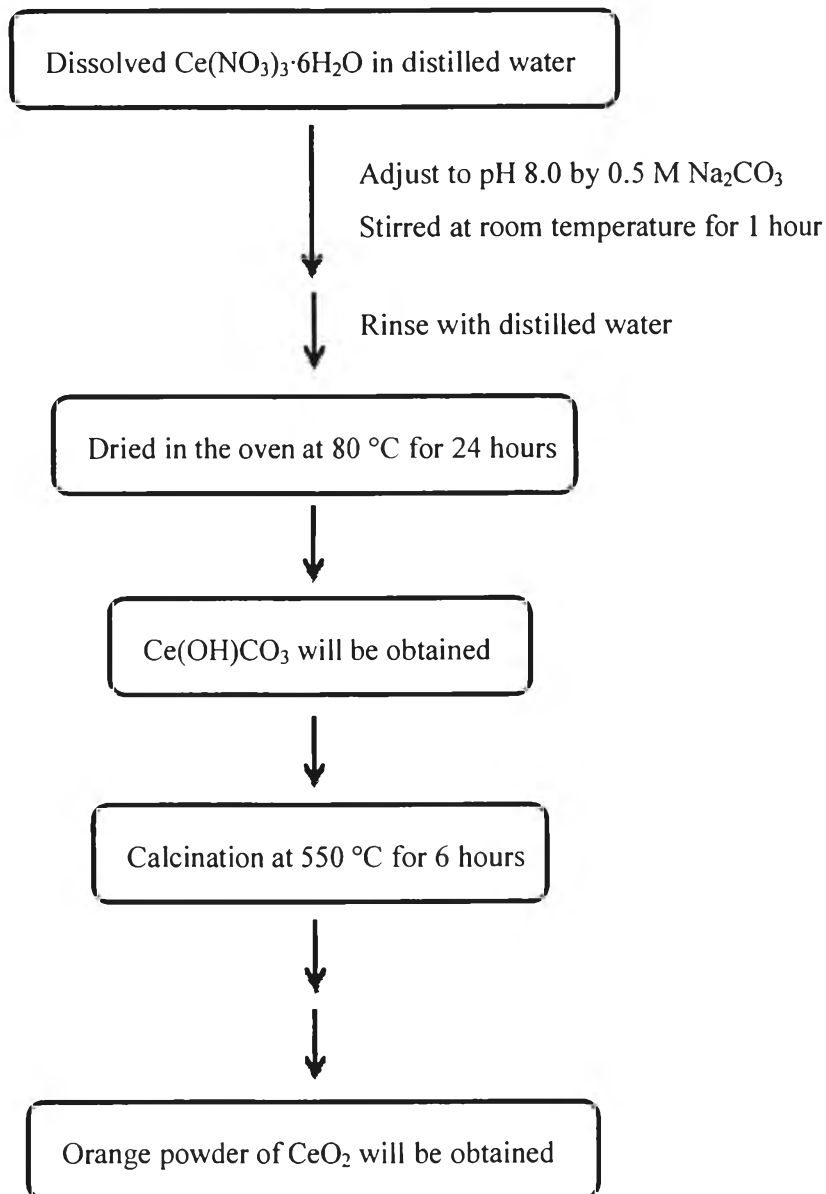 Dissolved Ce(NO₃)₃·6H₂O in distilled water
Adjust to pH 8.0 by 0.5 M Na₂CO₃
Stirred at room temperature for 1 hour
Rinse with distilled water
Dried in the oven at 80 °C for 24 hours
Ce(OH)CO₃ will be obtained
Calcination at 550 °C for 6 hours
Orange powder of CeO₂ will be obtained